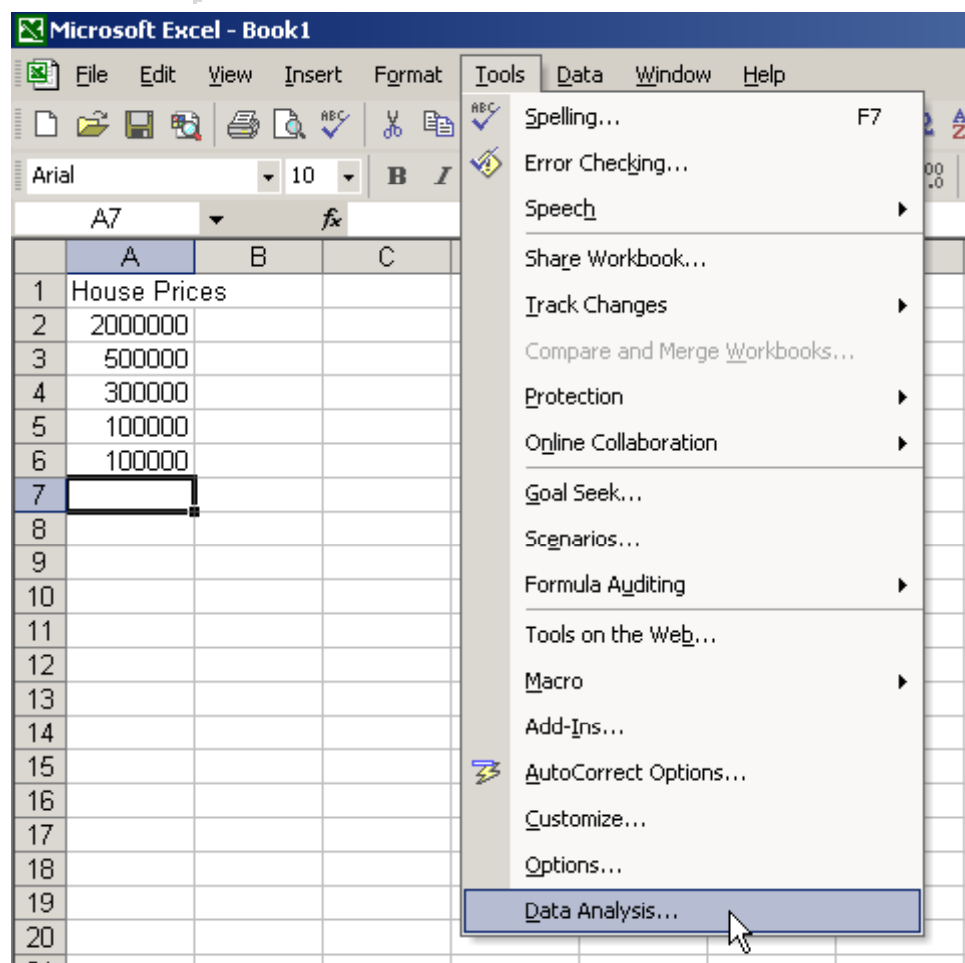 Microsoft Excel - Book1
File Edit View Insert Format Tools Data Window Help
ABC ABC Spelling... F7
Error Checking...
Arial 10 B I
Speech
A7 fx
A B C
Share Workbook...
1 House Prices
Track Changes
2 2000000
3 500000
Compare and Merge Workbooks...
4 300000
Protection
5 100000
Online Collaboration
6 100000
7
Goal Seek...
8
Scenarios...
9
Formula Auditing
10
11
Tools on the Web...
12
Macro
13
Add-Ins...
14
15
AutoCorrect Options...
16
Customize...
17
Options...
18
19
Data Analysis...
20